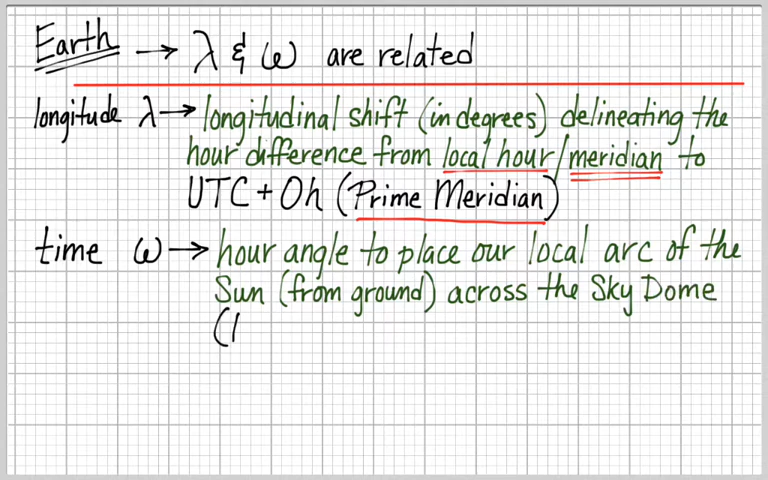 Earth → λ & ω are related
longitude λ → longitudinal shift (in degrees) delineating the
hour difference from local hour/meridian to
UTC + 0h (Prime Meridian)
time ω → hour angle to place our local arc of the
Sun (from ground) across the Sky Dome
(1